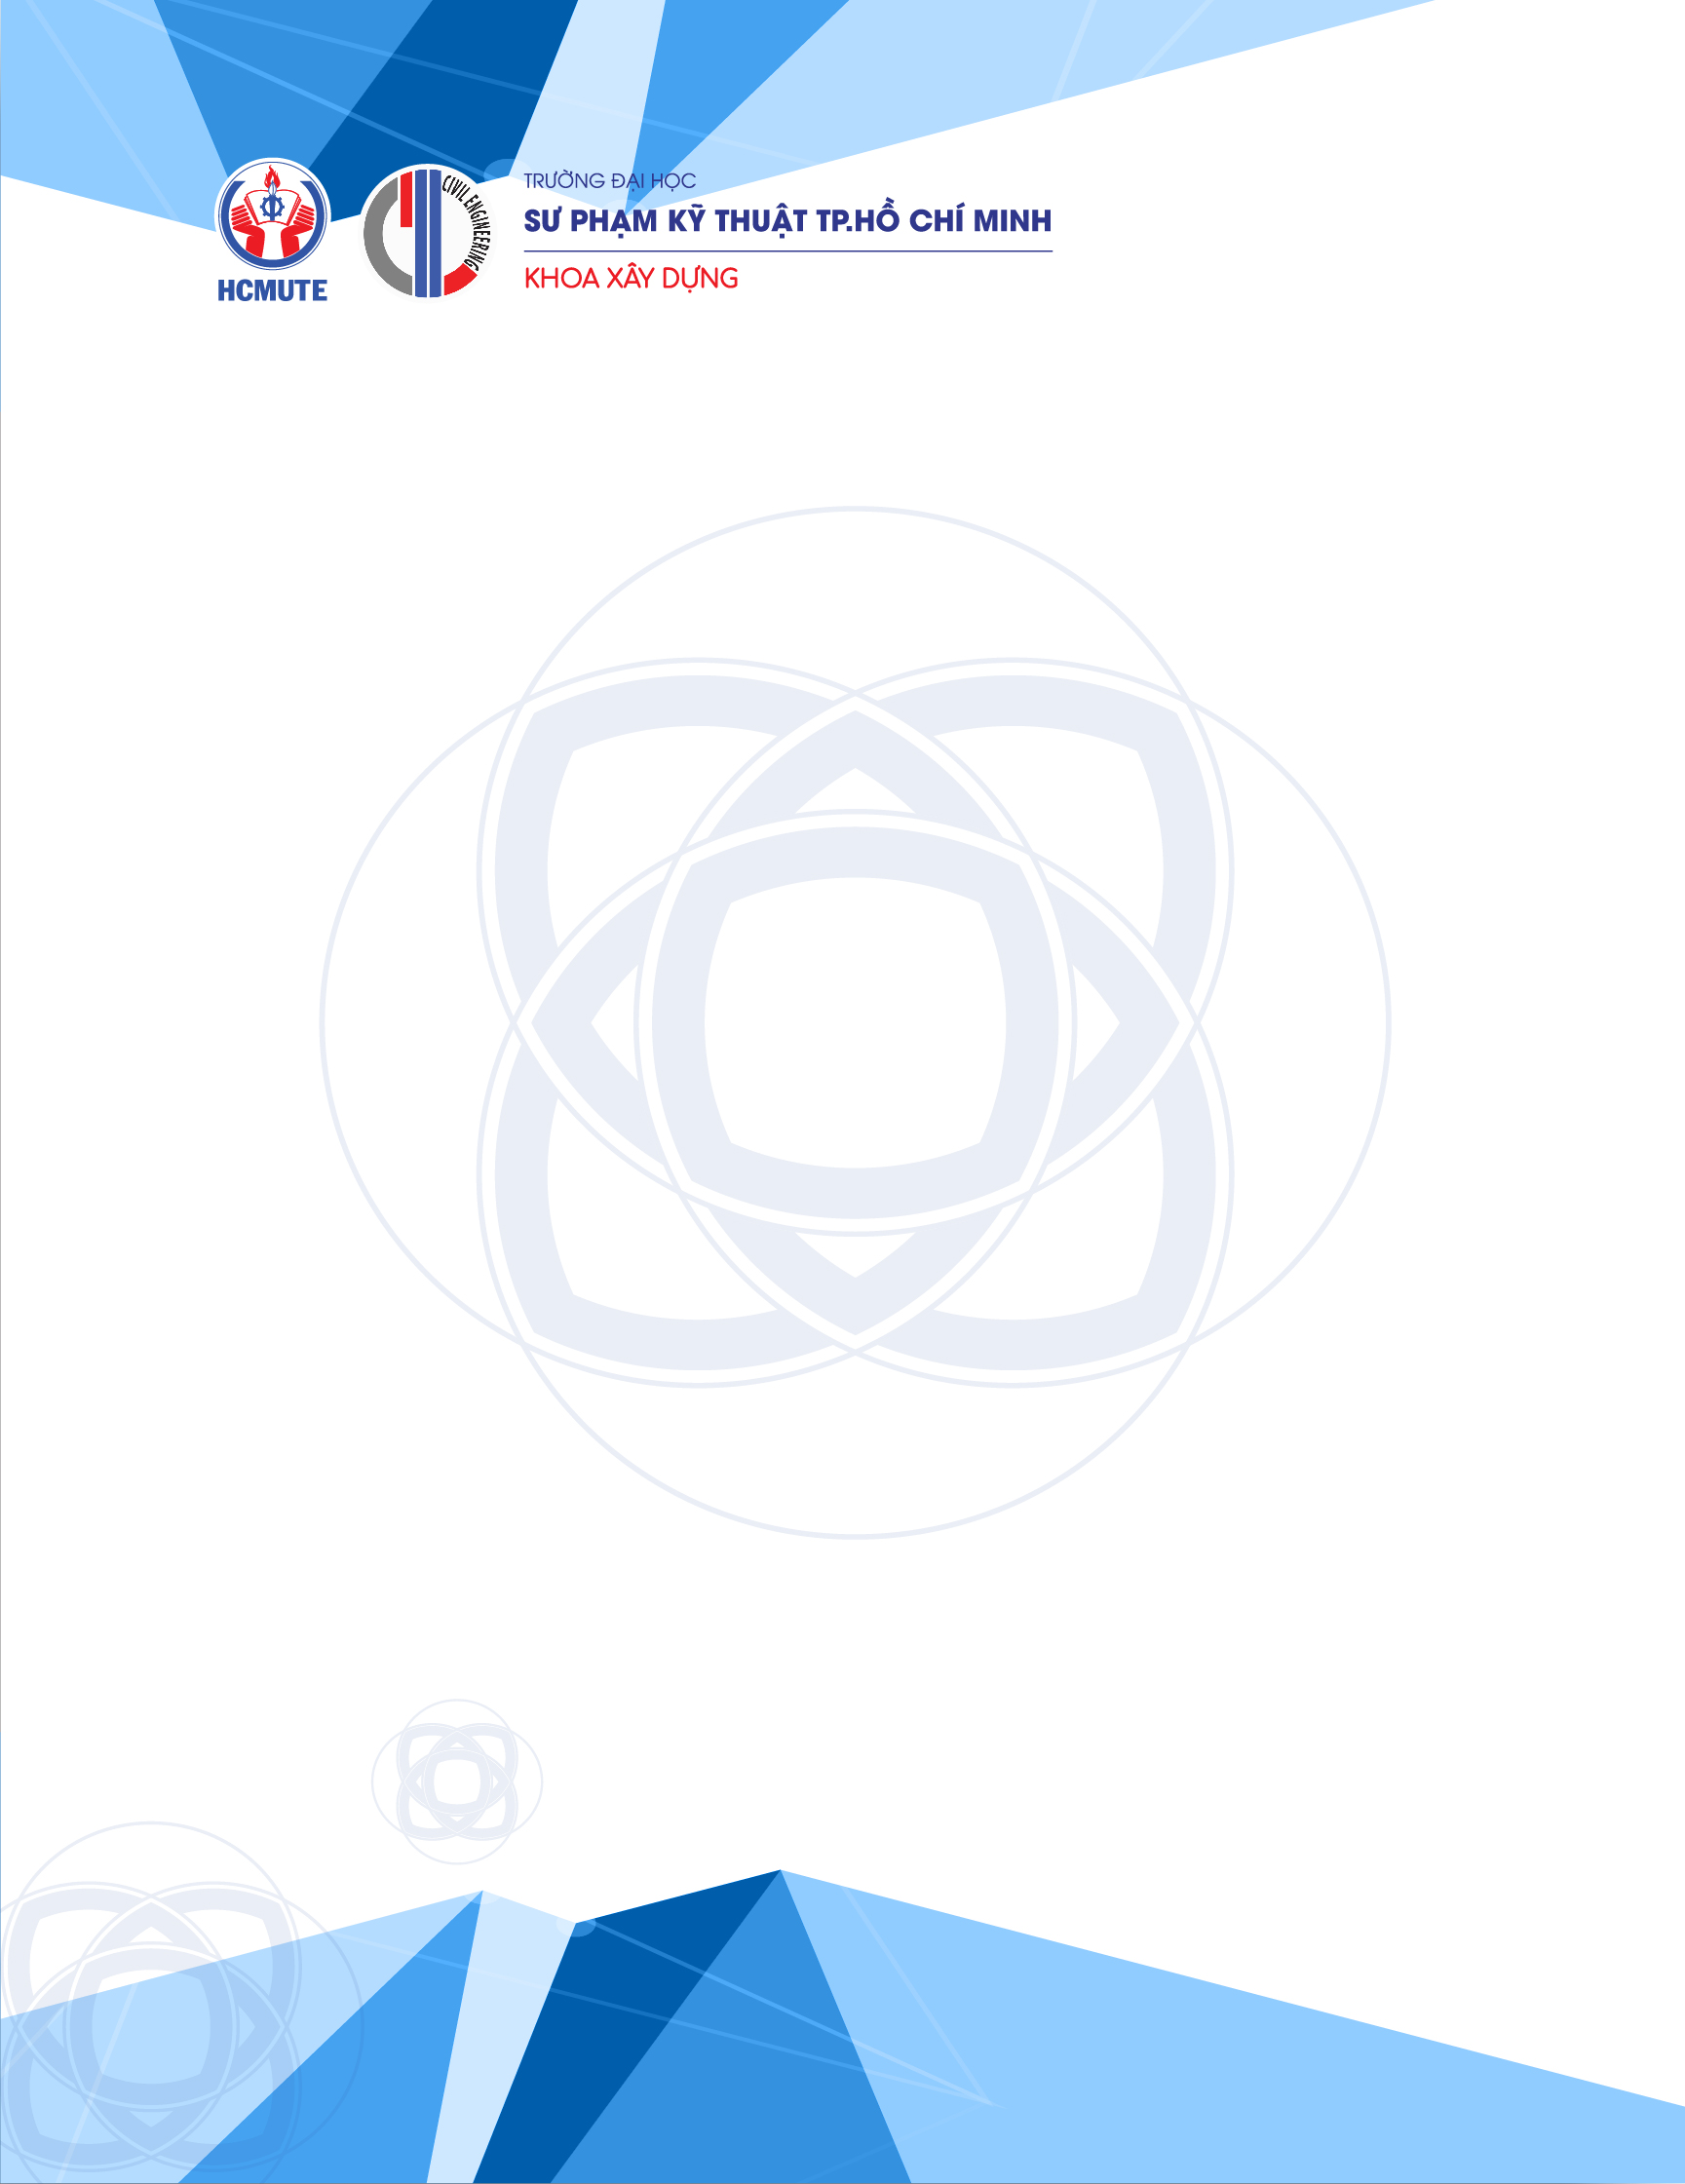 TRƯỜNG ĐẠI HỌC
SƯ PHẠM KỸ THUẬT TP.HỒ CHÍ MINH
KHOA XÂY DỰNG
HCMUTE
CIVIL ENGINEERING